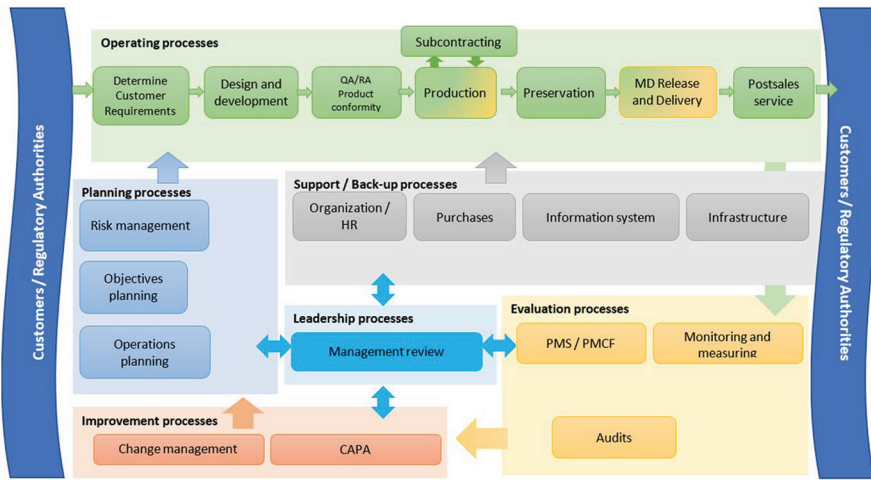 Customers / Regulatory Authorities
Operating processes
Subcontracting
Determine
Customer
Requirements
Design and
development
QA/RA
Product
conformity
Production
Preservation
MD Release
and Delivery
Postsales
service
Planning processes
Risk management
Objectives
planning
Operations
planning
Support / Back-up processes
Organization /
HR
Purchases
Information system
Infrastructure
Leadership processes
Management review
Evaluation processes
PMS / PMCF
Monitoring and
measuring
Audits
Improvement processes
Change management
CAPA
Customers / Regulatory Authorities